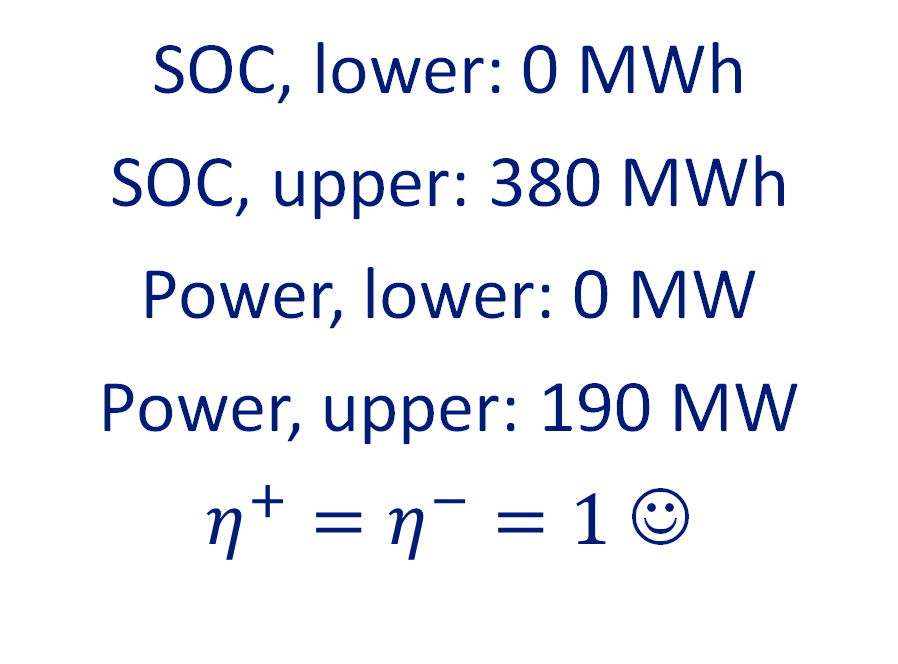 SOC, lower: 0 MWh
SOC, upper: 380 MWh
Power, lower: 0 MW
Power, upper: 190 MW
η⁺ = η⁻ = 1 ☺